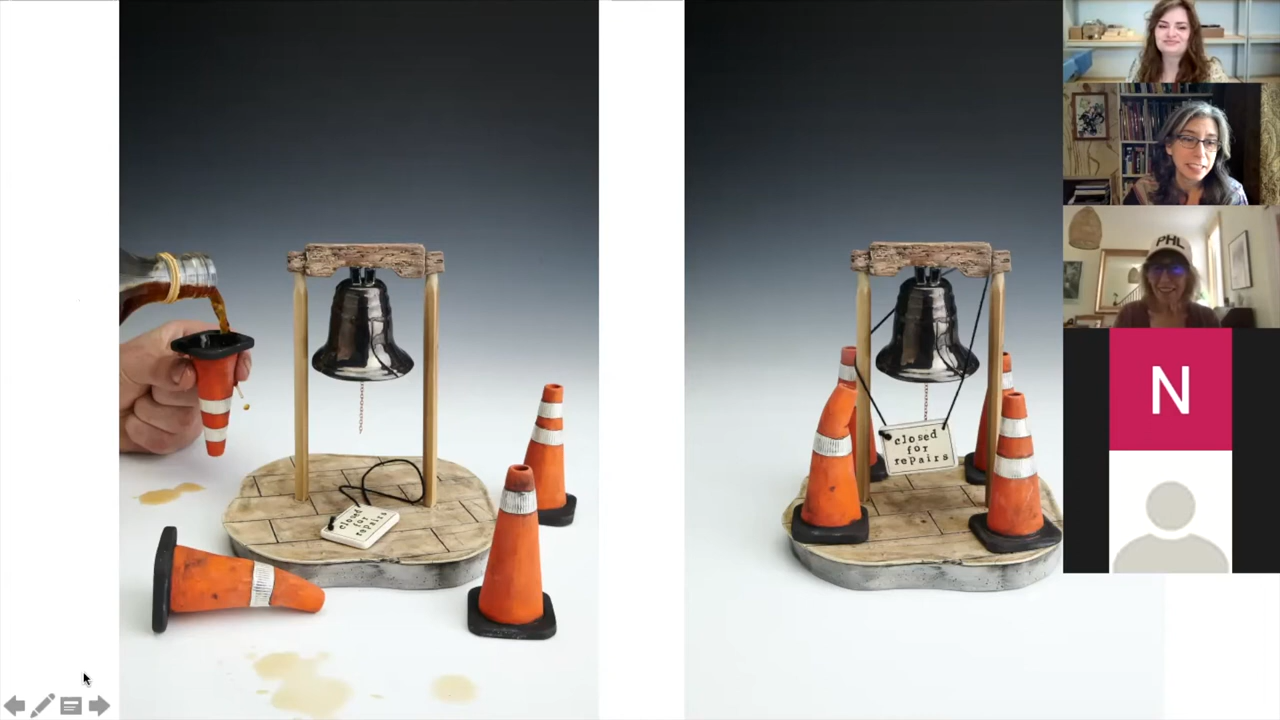 closed
for
repairs
closed
for
repairs
PHL
N